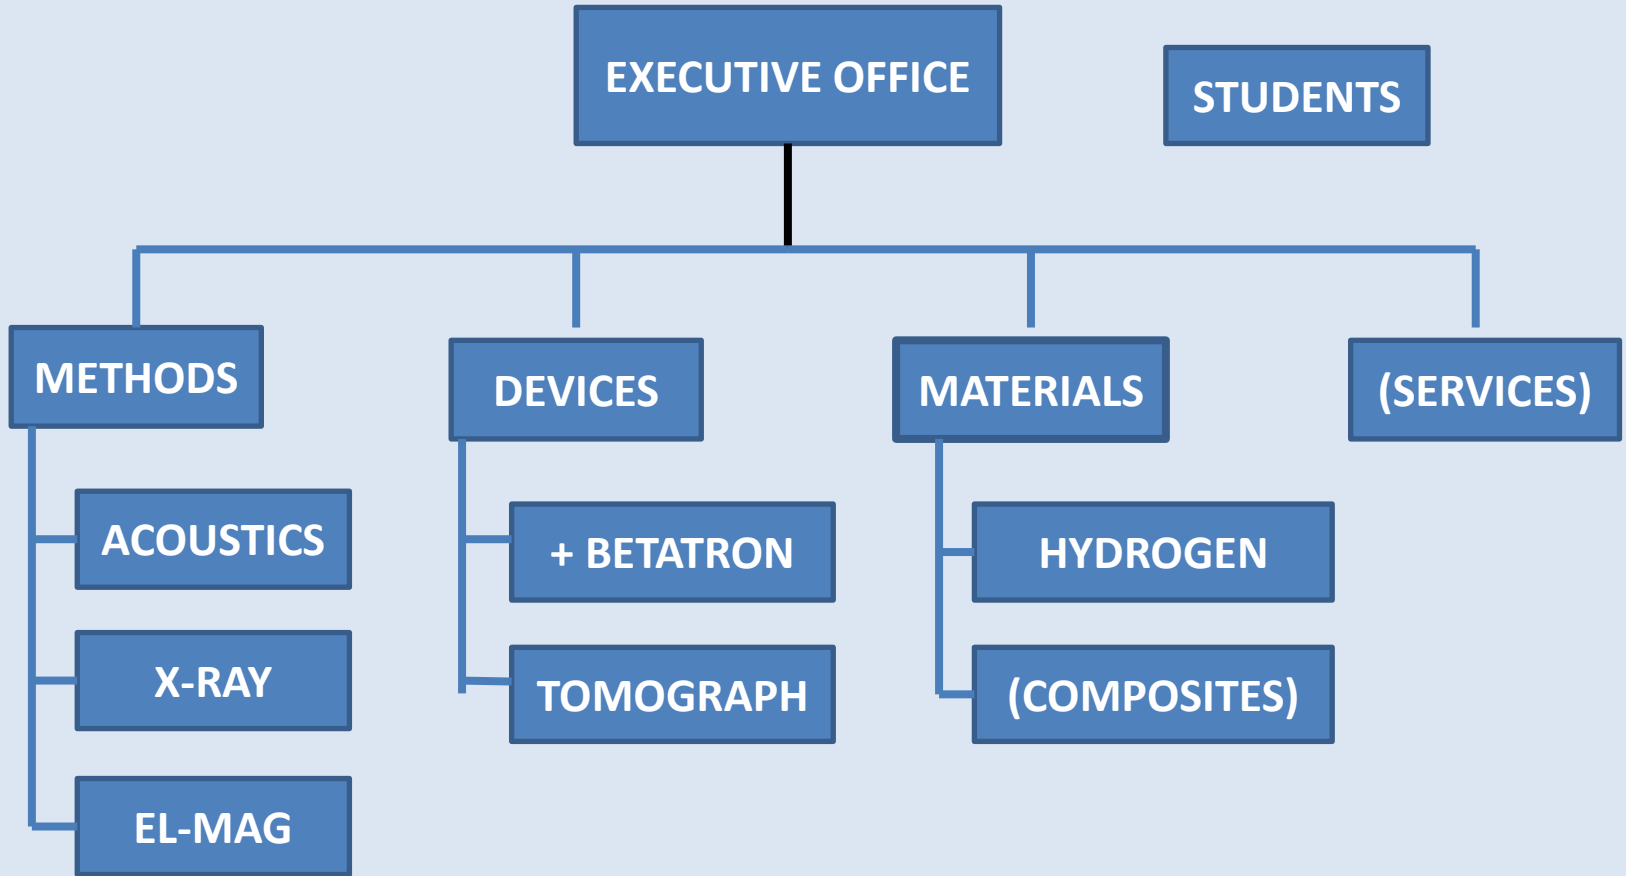 EXECUTIVE OFFICE
STUDENTS
METHODS
DEVICES
MATERIALS
(SERVICES)
ACOUSTICS
+ BETATRON
HYDROGEN
X-RAY
TOMOGRAPH
(COMPOSITES)
EL-MAG